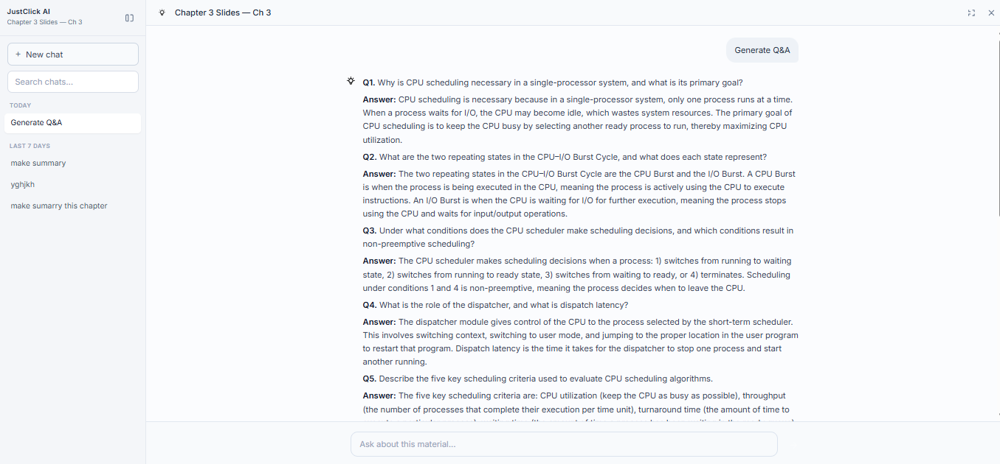 JustClick AI
Chapter 3 Slides — Ch 3
+ New chat
Search chats...
TODAY
Generate Q&A
LAST 7 DAYS
make summary
yghjkh
make sumarry this chapter
Chapter 3 Slides — Ch 3
Generate Q&A
Q1. Why is CPU scheduling necessary in a single-processor system, and what is its primary goal?
Answer: CPU scheduling is necessary because in a single-processor system, only one process runs at a time.
When a process waits for I/O, the CPU may become idle, which wastes system resources. The primary goal of
CPU scheduling is to keep the CPU busy by selecting another ready process to run, thereby maximizing CPU
utilization.
Q2. What are the two repeating states in the CPU–I/O Burst Cycle, and what does each state represent?
Answer: The two repeating states in the CPU–I/O Burst Cycle are the CPU Burst and the I/O Burst. A CPU Burst
is when the process is being executed in the CPU, meaning the process is actively using the CPU to execute
instructions. An I/O Burst is when the CPU is waiting for I/O for further execution, meaning the process stops
using the CPU and waits for input/output operations.
Q3. Under what conditions does the CPU scheduler make scheduling decisions, and which conditions result in
non-preemptive scheduling?
Answer: The CPU scheduler makes scheduling decisions when a process: 1) switches from running to waiting
state, 2) switches from running to ready state, 3) switches from waiting to ready, or 4) terminates. Scheduling
under conditions 1 and 4 is non-preemptive, meaning the process decides when to leave the CPU.
Q4. What is the role of the dispatcher, and what is dispatch latency?
Answer: The dispatcher module gives control of the CPU to the process selected by the short-term scheduler.
This involves switching context, switching to user mode, and jumping to the proper location in the user program
to restart that program. Dispatch latency is the time it takes for the dispatcher to stop one process and start
another running.
Q5. Describe the five key scheduling criteria used to evaluate CPU scheduling algorithms.
Answer: The five key scheduling criteria are: CPU utilization (keep the CPU as busy as possible), throughput
(the number of processes that complete their execution per time unit), turnaround time (the amount of time to
Ask about this material...